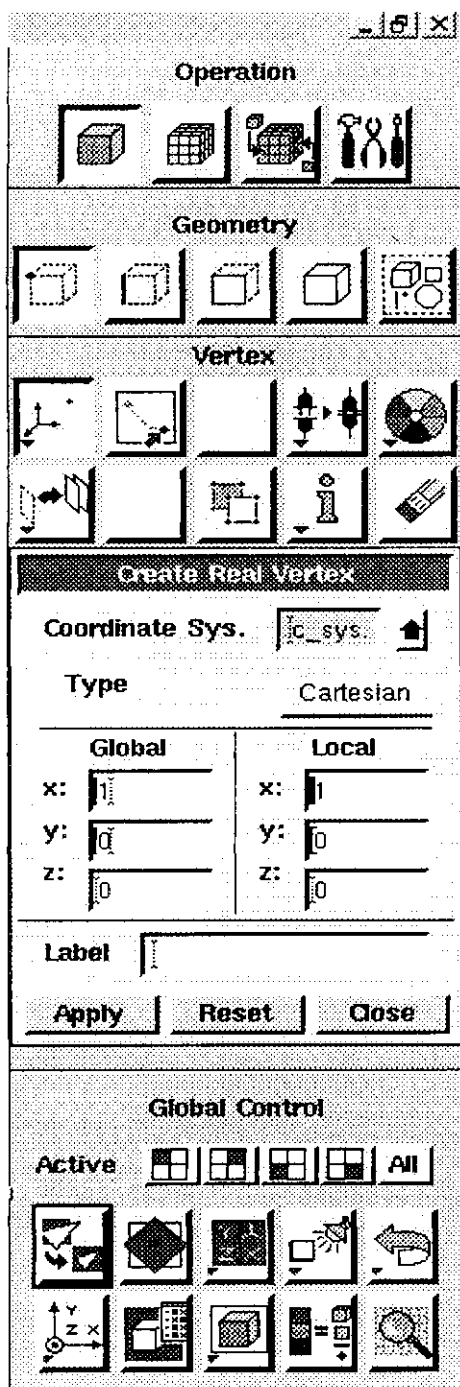 Operation
Geometry
Vertex
Create Real Vertex
Coordinate Sys. c_sys.
Type Cartesian
Global Local
x: 1 x: 1
y: 0 y: 0
z: 0 z: 0
Label
Apply Reset Close
Global Control
Active All
Y
Z X